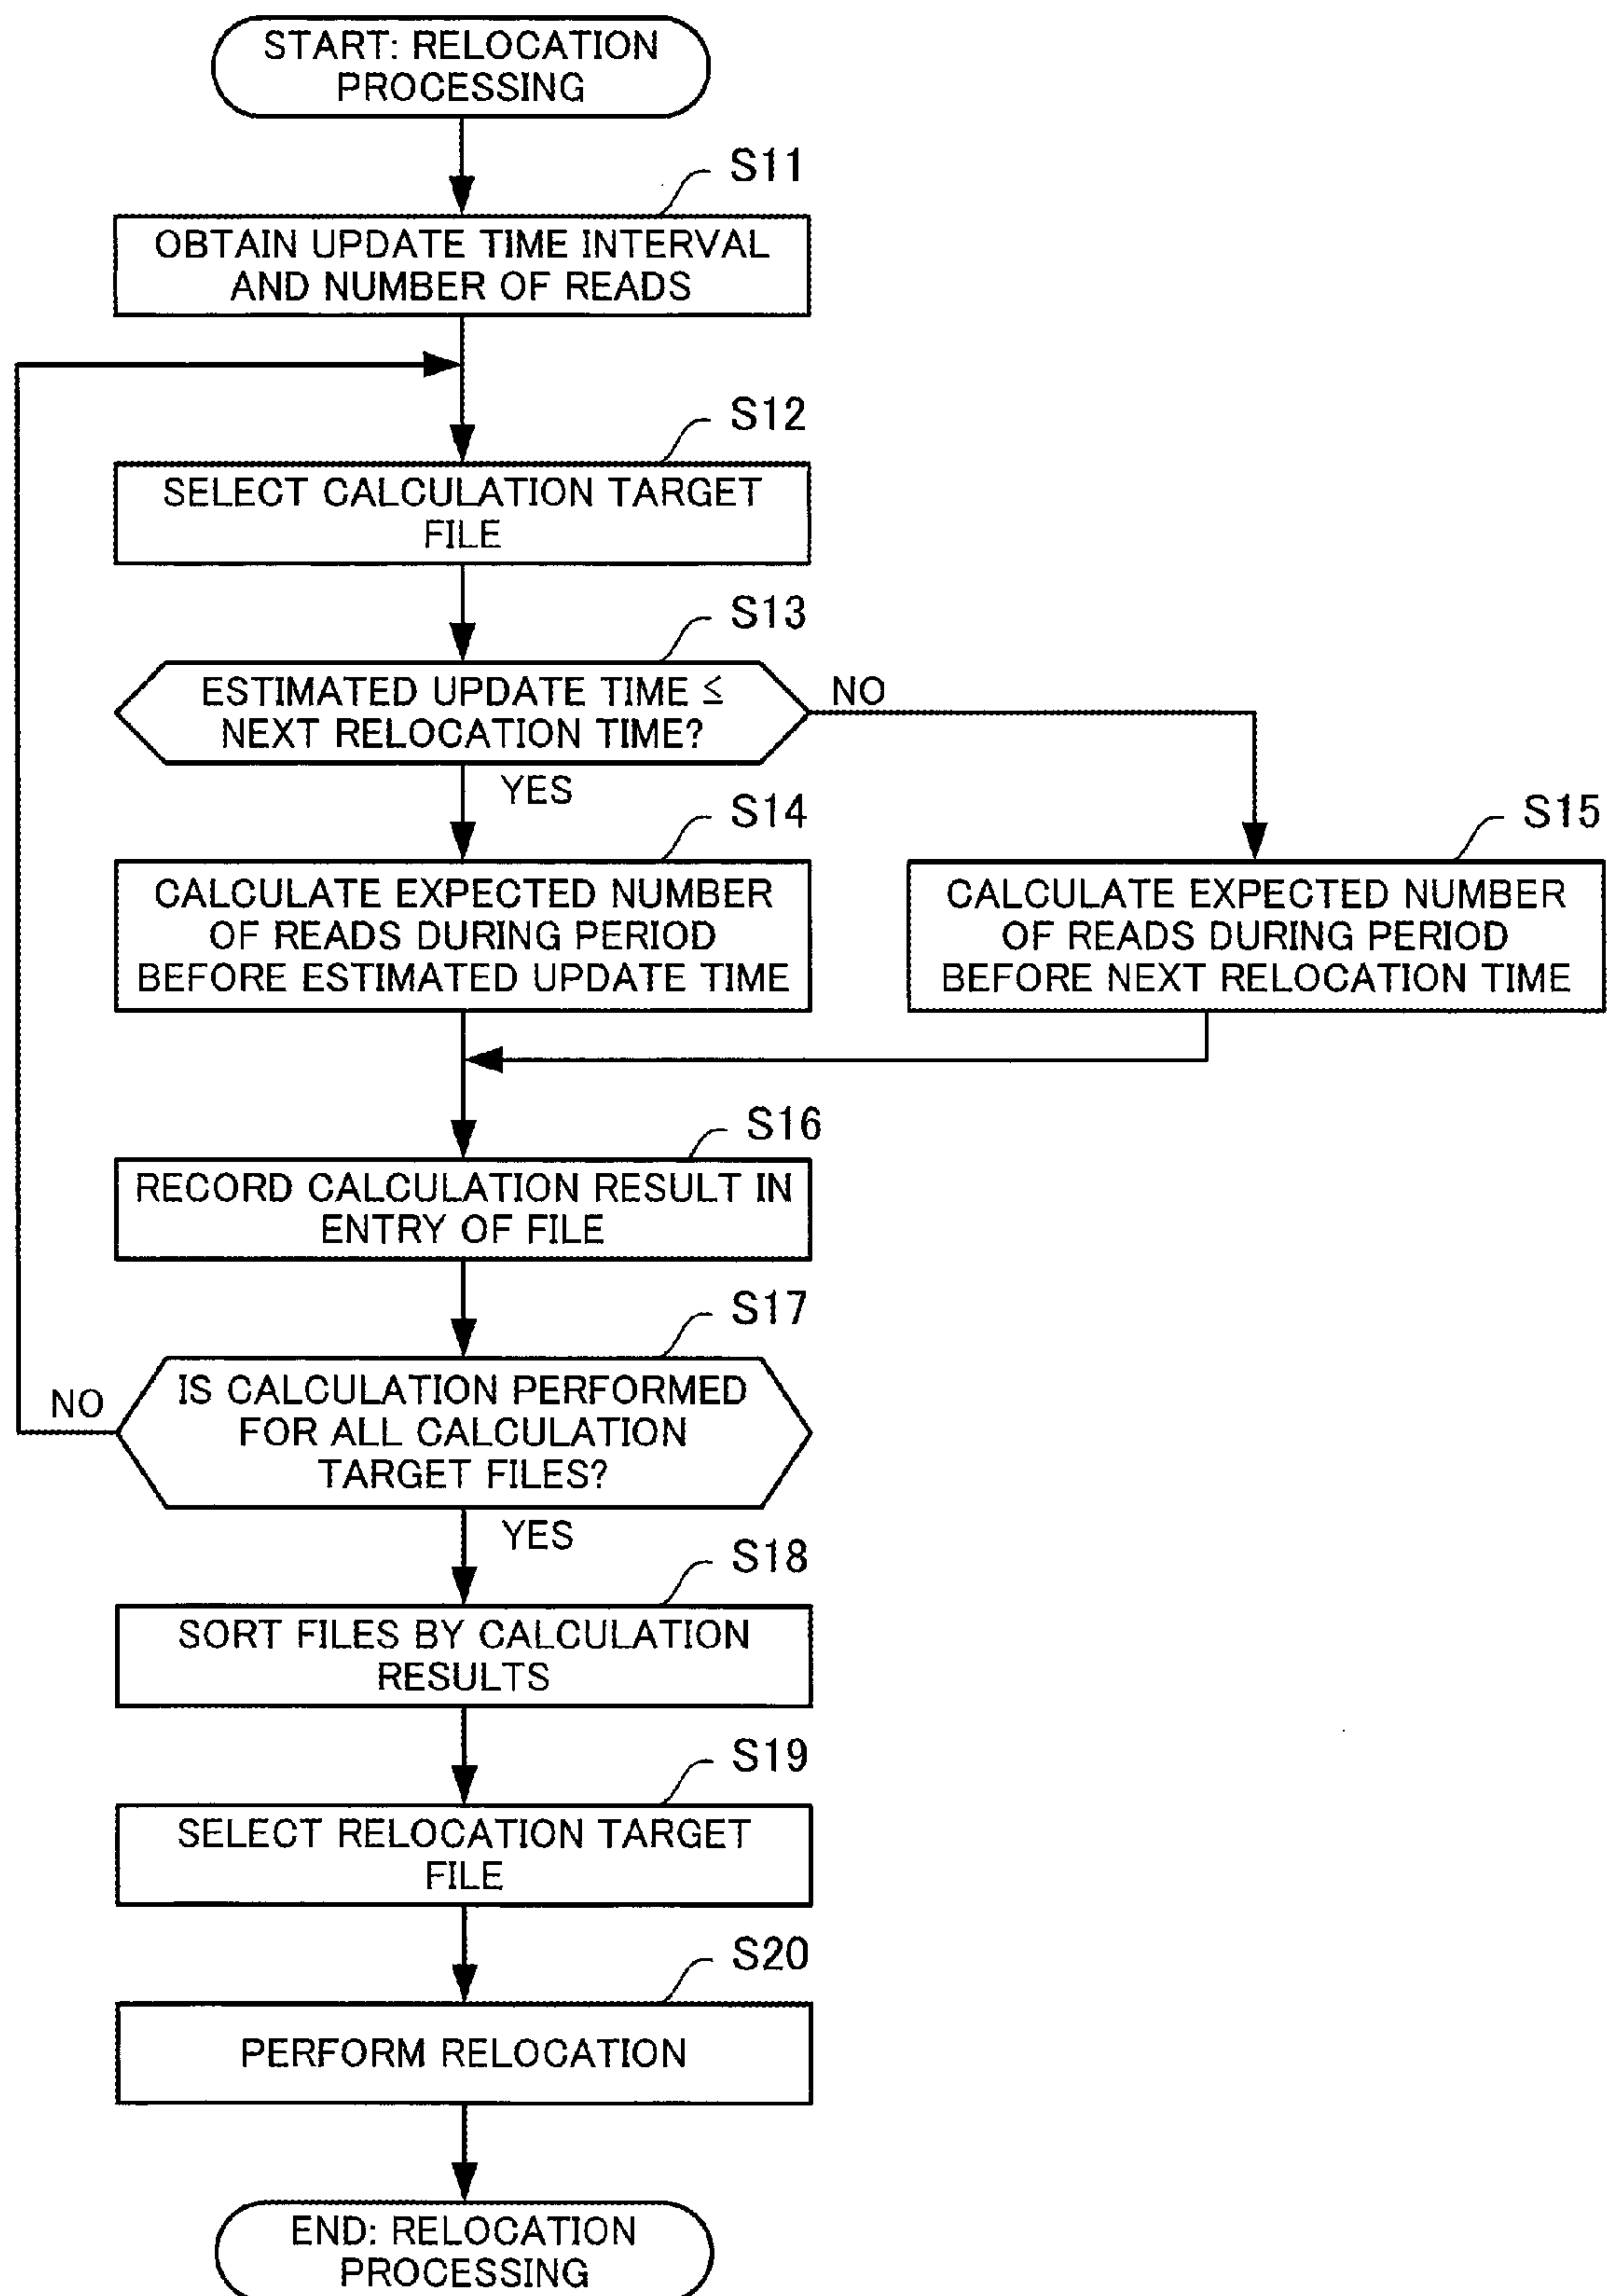 START: RELOCATION
PROCESSING
S11
OBTAIN UPDATE TIME INTERVAL
AND NUMBER OF READS
S12
SELECT CALCULATION TARGET
FILE
S13
ESTIMATED UPDATE TIME ≤
NEXT RELOCATION TIME?
NO
YES
S14
CALCULATE EXPECTED NUMBER
OF READS DURING PERIOD
BEFORE ESTIMATED UPDATE TIME
S15
CALCULATE EXPECTED NUMBER
OF READS DURING PERIOD
BEFORE NEXT RELOCATION TIME
S16
RECORD CALCULATION RESULT IN
ENTRY OF FILE
S17
IS CALCULATION PERFORMED
FOR ALL CALCULATION
TARGET FILES?
NO
YES
S18
SORT FILES BY CALCULATION
RESULTS
S19
SELECT RELOCATION TARGET
FILE
S20
PERFORM RELOCATION
END: RELOCATION
PROCESSING